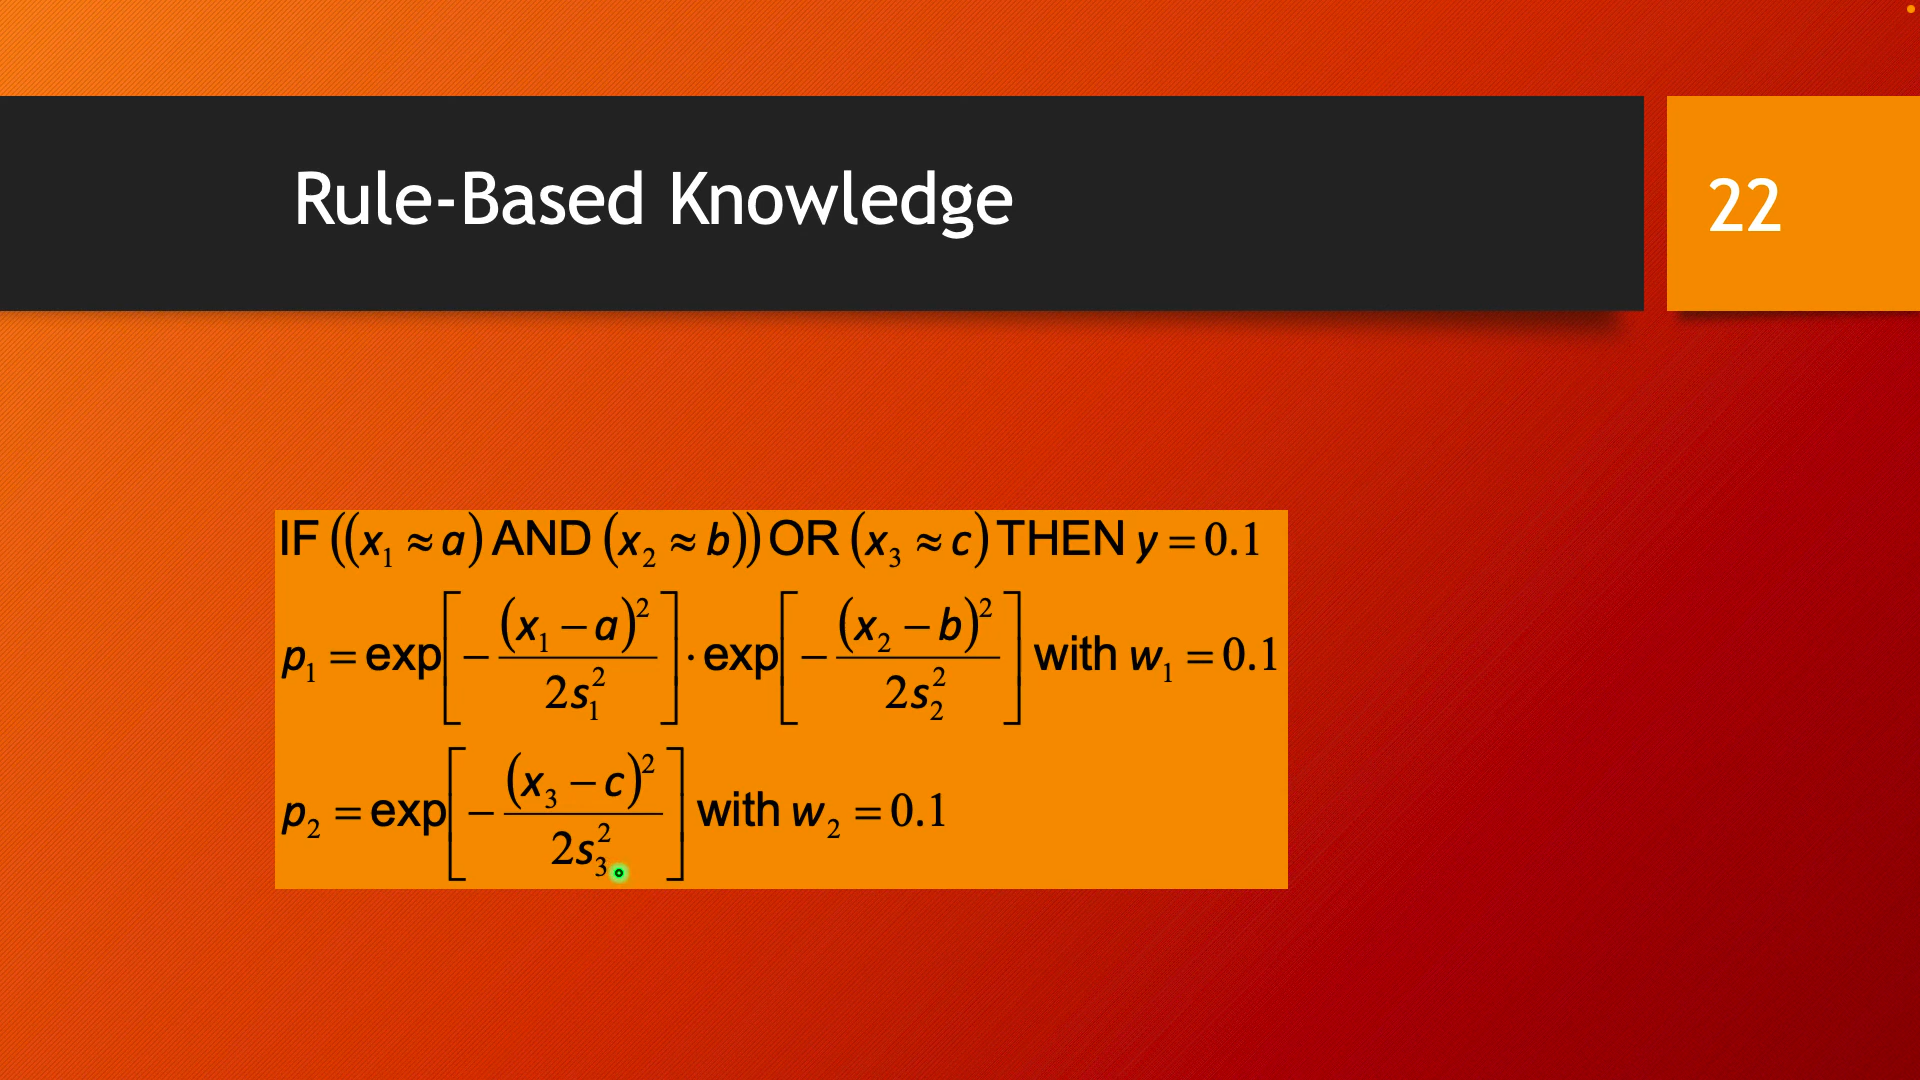 Rule-Based Knowledge
22
IF ((x₁ ≈ a) AND (x₂ ≈ b)) OR (x₃ ≈ c) THEN y = 0.1
p₁ = exp[−(x₁ − a)²/2s₁²] · exp[−(x₂ − b)²/2s₂²] with w₁ = 0.1
p₂ = exp[−(x₃ − c)²/2s₃²] with w₂ = 0.1